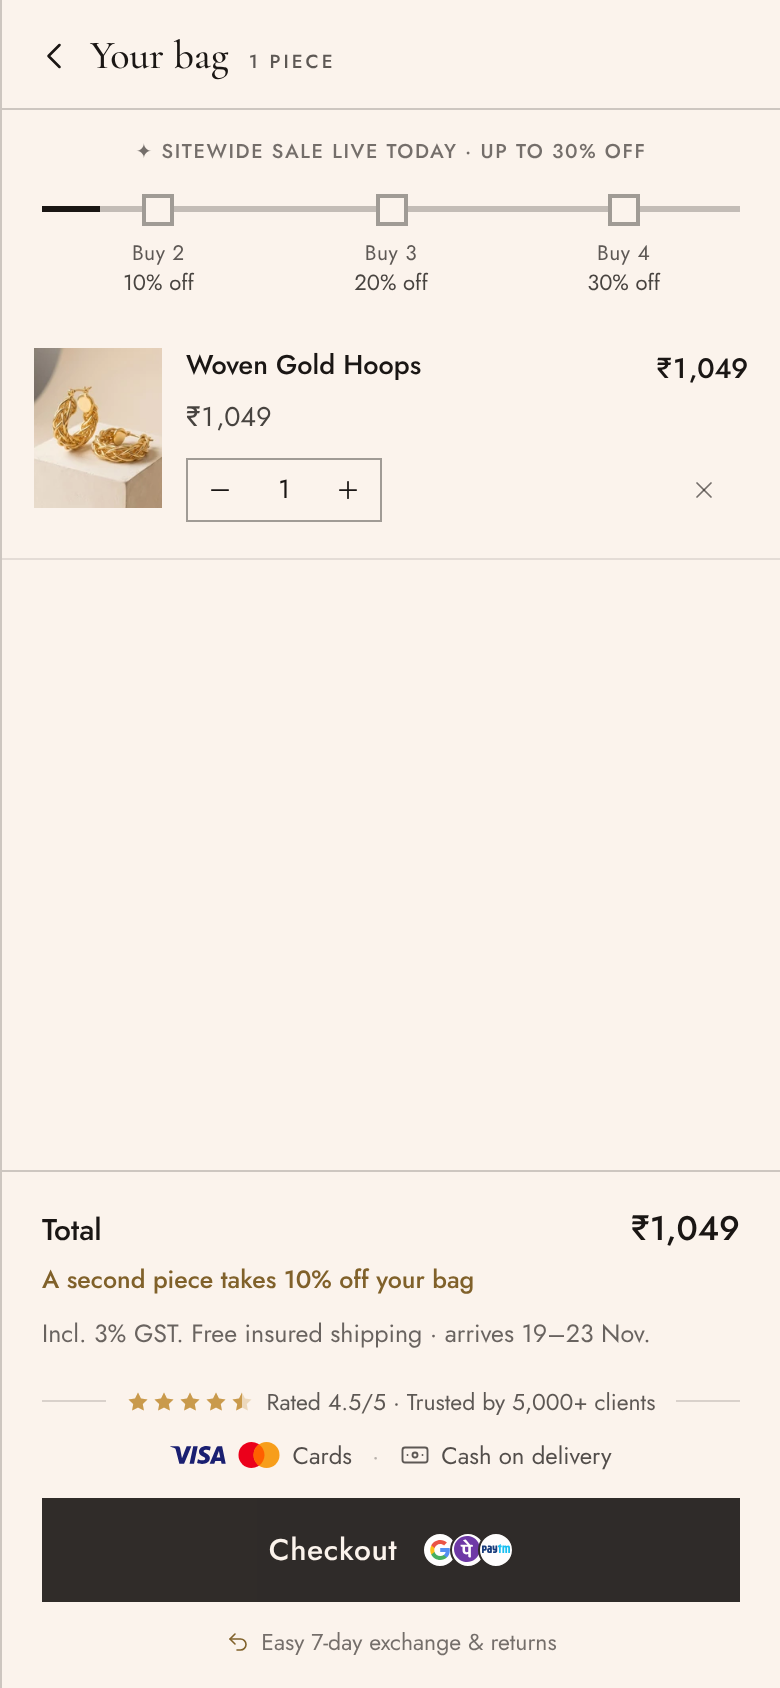 Your bag 1 PIECE
✦ SITEWIDE SALE LIVE TODAY · UP TO 30% OFF
Buy 2 Buy 3 Buy 4
10% off 20% off 30% off
Woven Gold Hoops ₹1,049
₹1,049
− 1 + ×
Total ₹1,049
A second piece takes 10% off your bag
Incl. 3% GST. Free insured shipping · arrives 19–23 Nov.
Rated 4.5/5 · Trusted by 5,000+ clients
VISA Cards · Cash on delivery
Checkout G पे paytm
Easy 7-day exchange & returns